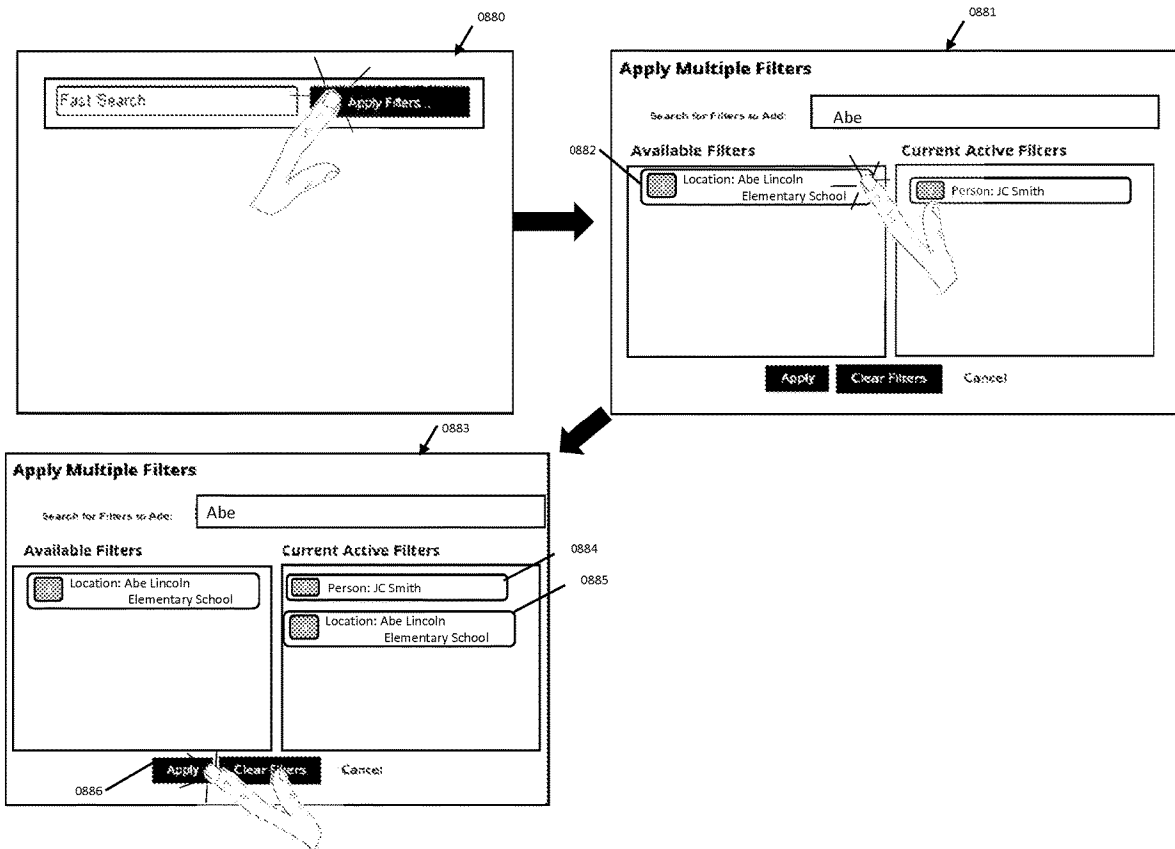 0880
Fast Search
Apply Filters...
0881
Apply Multiple Filters
Search for Filters to Add:
Abe
0882
Available Filters
Current Active Filters
Location: Abe Lincoln
Elementary School
Person: JC Smith
Apply
Clear Filters
Cancel
0883
Apply Multiple Filters
Search for Filters to Add:
Abe
Available Filters
Current Active Filters
0884
Location: Abe Lincoln
Elementary School
Person: JC Smith
0885
Location: Abe Lincoln
Elementary School
Apply
Clear Filters
Cancel
0886